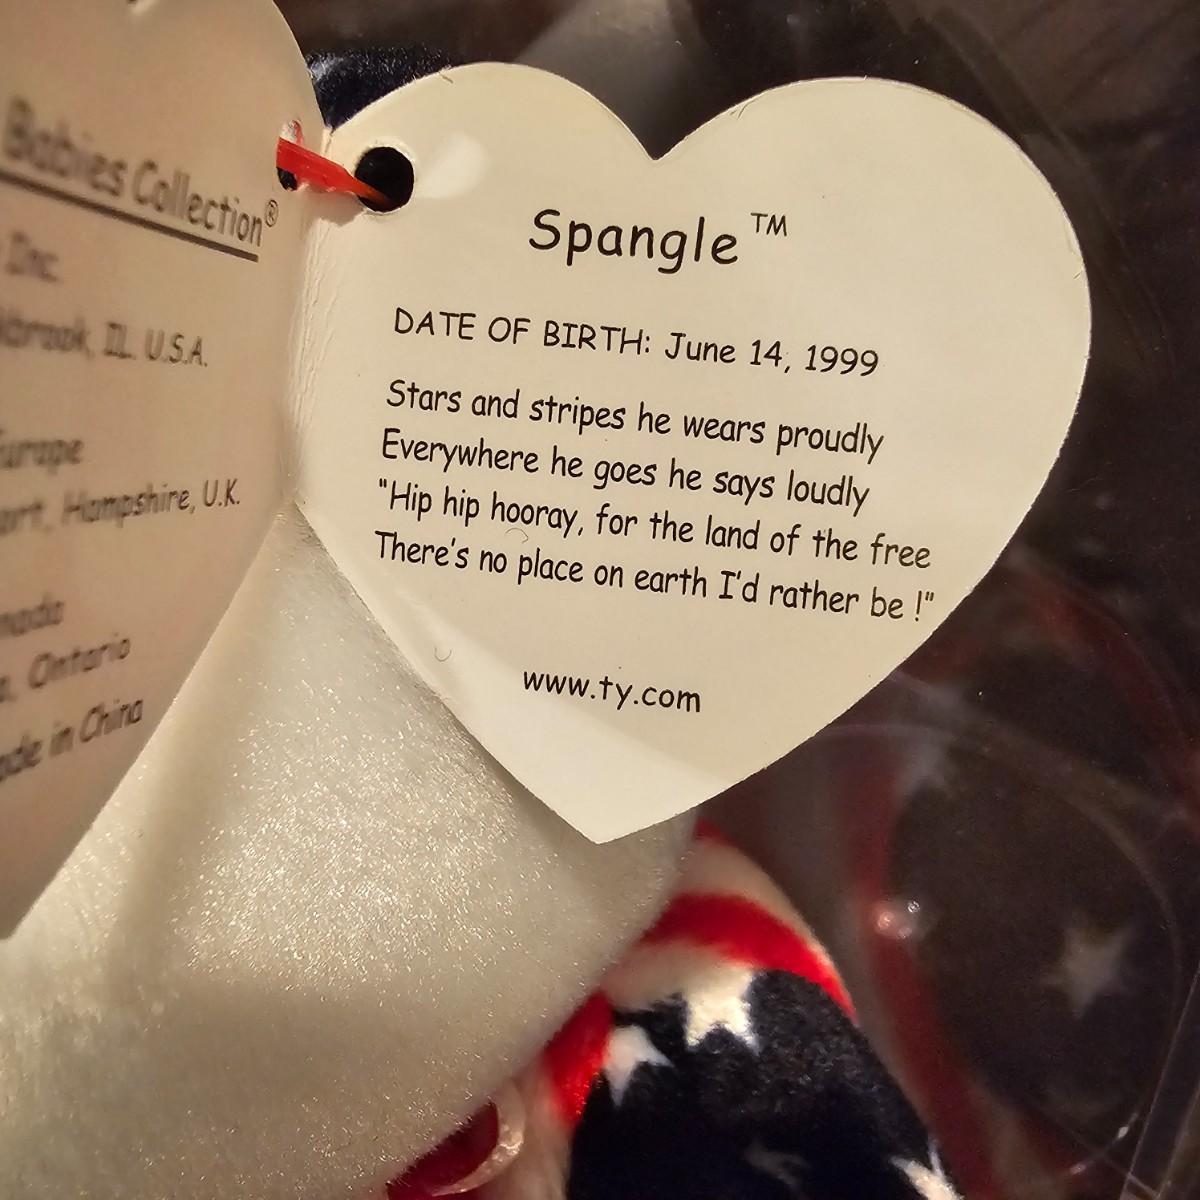 Babies Collection®
Inc.
IL. U.S.A.
Hampshire, U.K.
Ontario
in China
Spangle™
DATE OF BIRTH: June 14, 1999
Stars and stripes he wears proudly
Everywhere he goes he says loudly
"Hip hip hooray, for the land of the free
There's no place on earth I'd rather be !"
www.ty.com